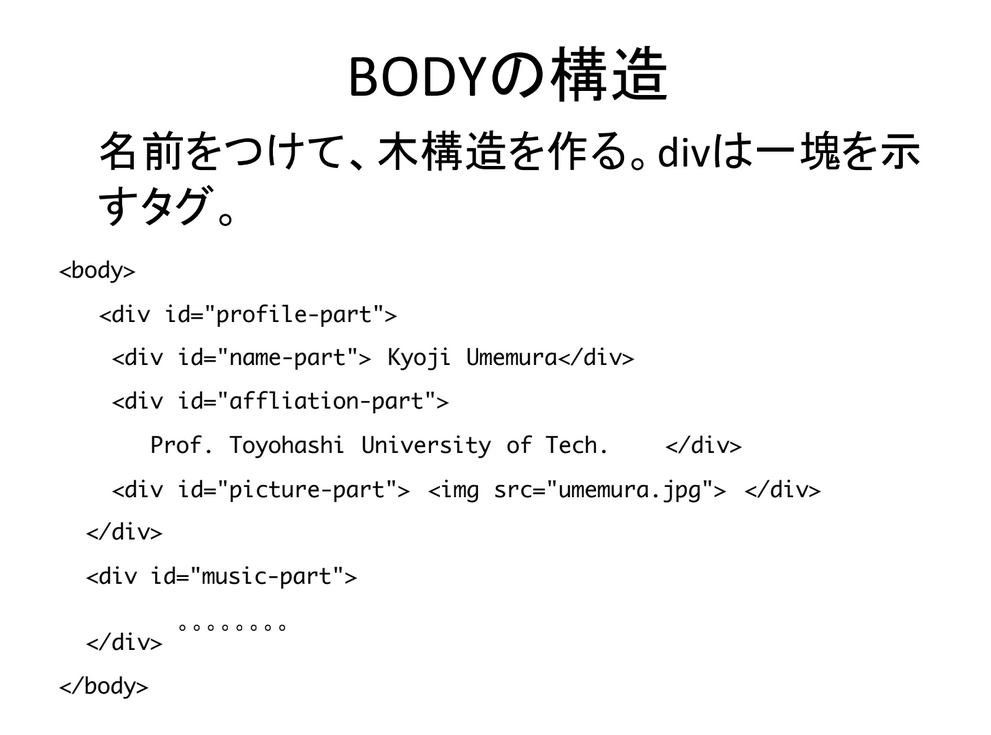 BODYの構造
名前をつけて、木構造を作る。divは一塊を示
すタグ。
<body>
<div id="profile-part">
<div id="name-part"> Kyoji Umemura</div>
<div id="affliation-part">
Prof. Toyohashi University of Tech. </div>
<div id="picture-part"> <img src="umemura.jpg"> </div>
</div>
<div id="music-part">
。。。。。。。。
</div>
</body>